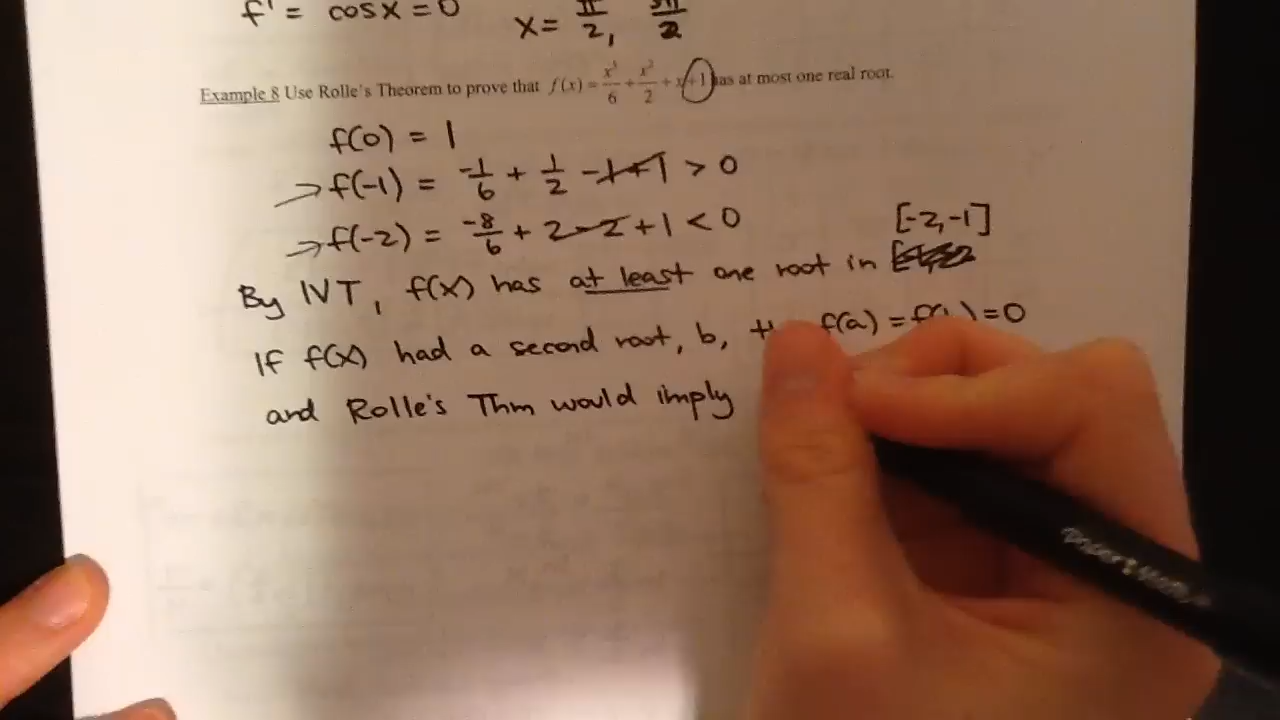 f' = cosx = 0 x = π/2, 3π/2
Example 8 Use Rolle's Theorem to prove that f(x) = x³/6 + x²/2 + x + 1 has at most one real root.
f(0) = 1
→ f(-1) = -1/6 + 1/2 - 1 + 1 > 0
→ f(-2) = -8/6 + 2 - 2 + 1 < 0
[-2, -1]
By IVT, f(x) has at least one root in
If f(x) had a second root, b, f(a) = = 0
and Rolle's Thm would imply